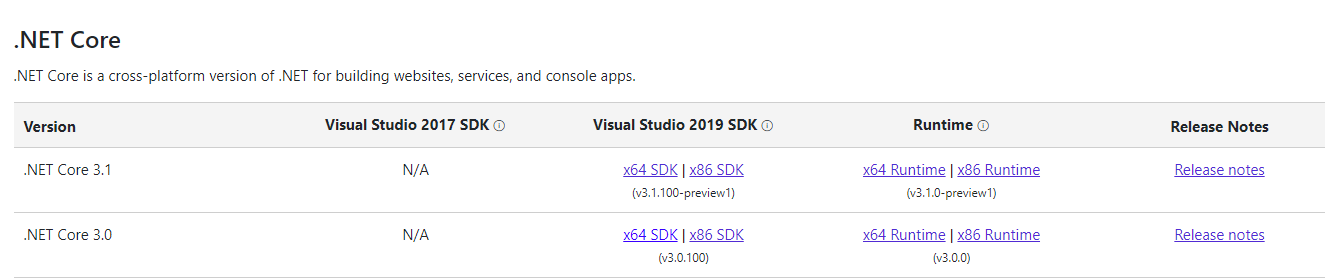 .NET Core
.NET Core is a cross-platform version of .NET for building websites, services, and console apps.
Version Visual Studio 2017 SDK ⓘ Visual Studio 2019 SDK ⓘ Runtime ⓘ Release Notes
.NET Core 3.1 N/A x64 SDK | x86 SDK x64 Runtime | x86 Runtime Release notes
(v3.1.100-preview1) (v3.1.0-preview1)
.NET Core 3.0 N/A x64 SDK | x86 SDK x64 Runtime | x86 Runtime Release notes
(v3.0.100) (v3.0.0)